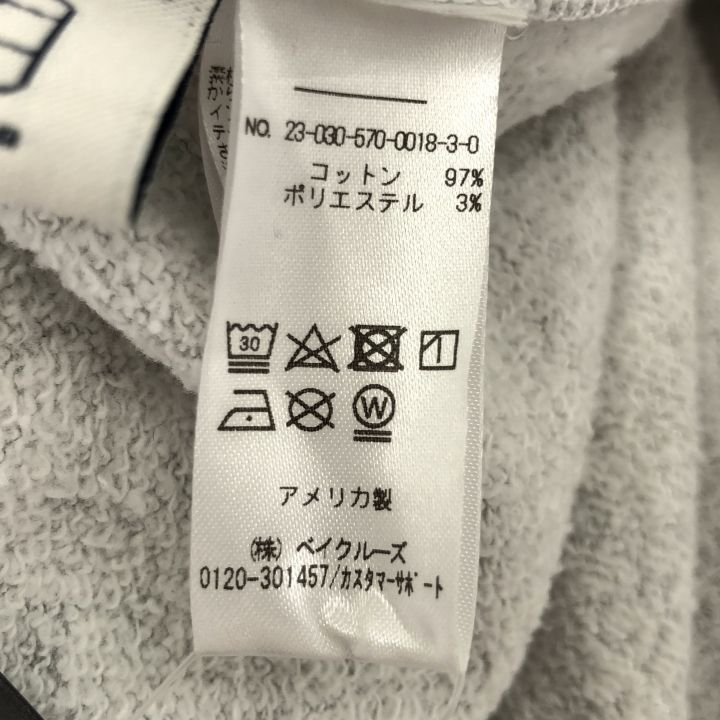 NO. 23-030-570-0018-3-0
コットン 97%
ポリエステル 3%
30
W
アメリカ製
(株) ベイクルーズ
0120-301457/カスタマーサポート